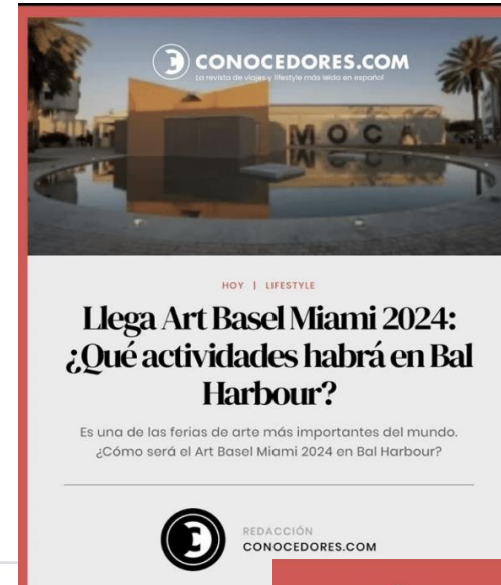 CONOCEDORES.COM
La revista de viajes y lifestyle más leída en español
MOCA
HOY | LIFESTYLE
Llega Art Basel Miami 2024:
¿Qué actividades habrá en Bal
Harbour?
Es una de las ferias de arte más importantes del mundo.
¿Cómo será el Art Basel Miami 2024 en Bal Harbour?
REDACCIÓN
CONOCEDORES.COM